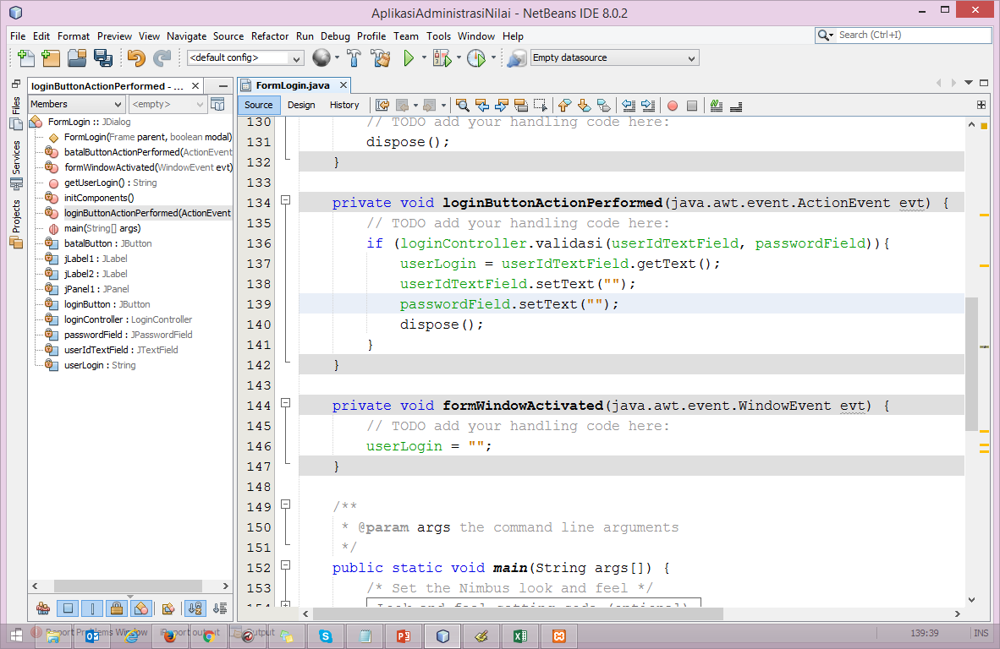 AplikasiAdministrasiNilai - NetBeans IDE 8.0.2
File Edit Format Preview View Navigate Source Refactor Run Debug Profile Team Tools Window Help
Search (Ctrl+I)
<default config>
Empty datasource
loginButtonActionPerformed - ...
FormLogin.java
Members
<empty>
Source Design History
Files
Services
Projects
FormLogin :: JDialog
FormLogin(Frame parent, boolean modal)
batalButtonActionPerformed(ActionEvent
formWindowActivated(WindowEvent evt)
getUserLogin() : String
initComponents()
loginButtonActionPerformed(ActionEvent
main(String[] args)
batalButton : JButton
jLabel1 : JLabel
jLabel2 : JLabel
jPanel1 : JPanel
loginButton : JButton
loginController : LoginController
passwordField : JPasswordField
userIdTextField : JTextField
userLogin : String
130 // TODO add your handling code here:
131 dispose();
132 }
133
134 private void loginButtonActionPerformed(java.awt.event.ActionEvent evt) {
135 // TODO add your handling code here:
136 if (loginController.validasi(userIdTextField, passwordField)){
137 userLogin = userIdTextField.getText();
138 userIdTextField.setText("");
139 passwordField.setText("");
140 dispose();
141 }
142 }
143
144 private void formWindowActivated(java.awt.event.WindowEvent evt) {
145 // TODO add your handling code here:
146 userLogin = "";
147 }
148
149 /**
150 * @param args the command line arguments
151 */
152 public static void main(String args[]) {
153 /* Set the Nimbus look and feel */
154 Look and feel setting code (optional)
Report Problems Window iReport output Output
139:39 INS